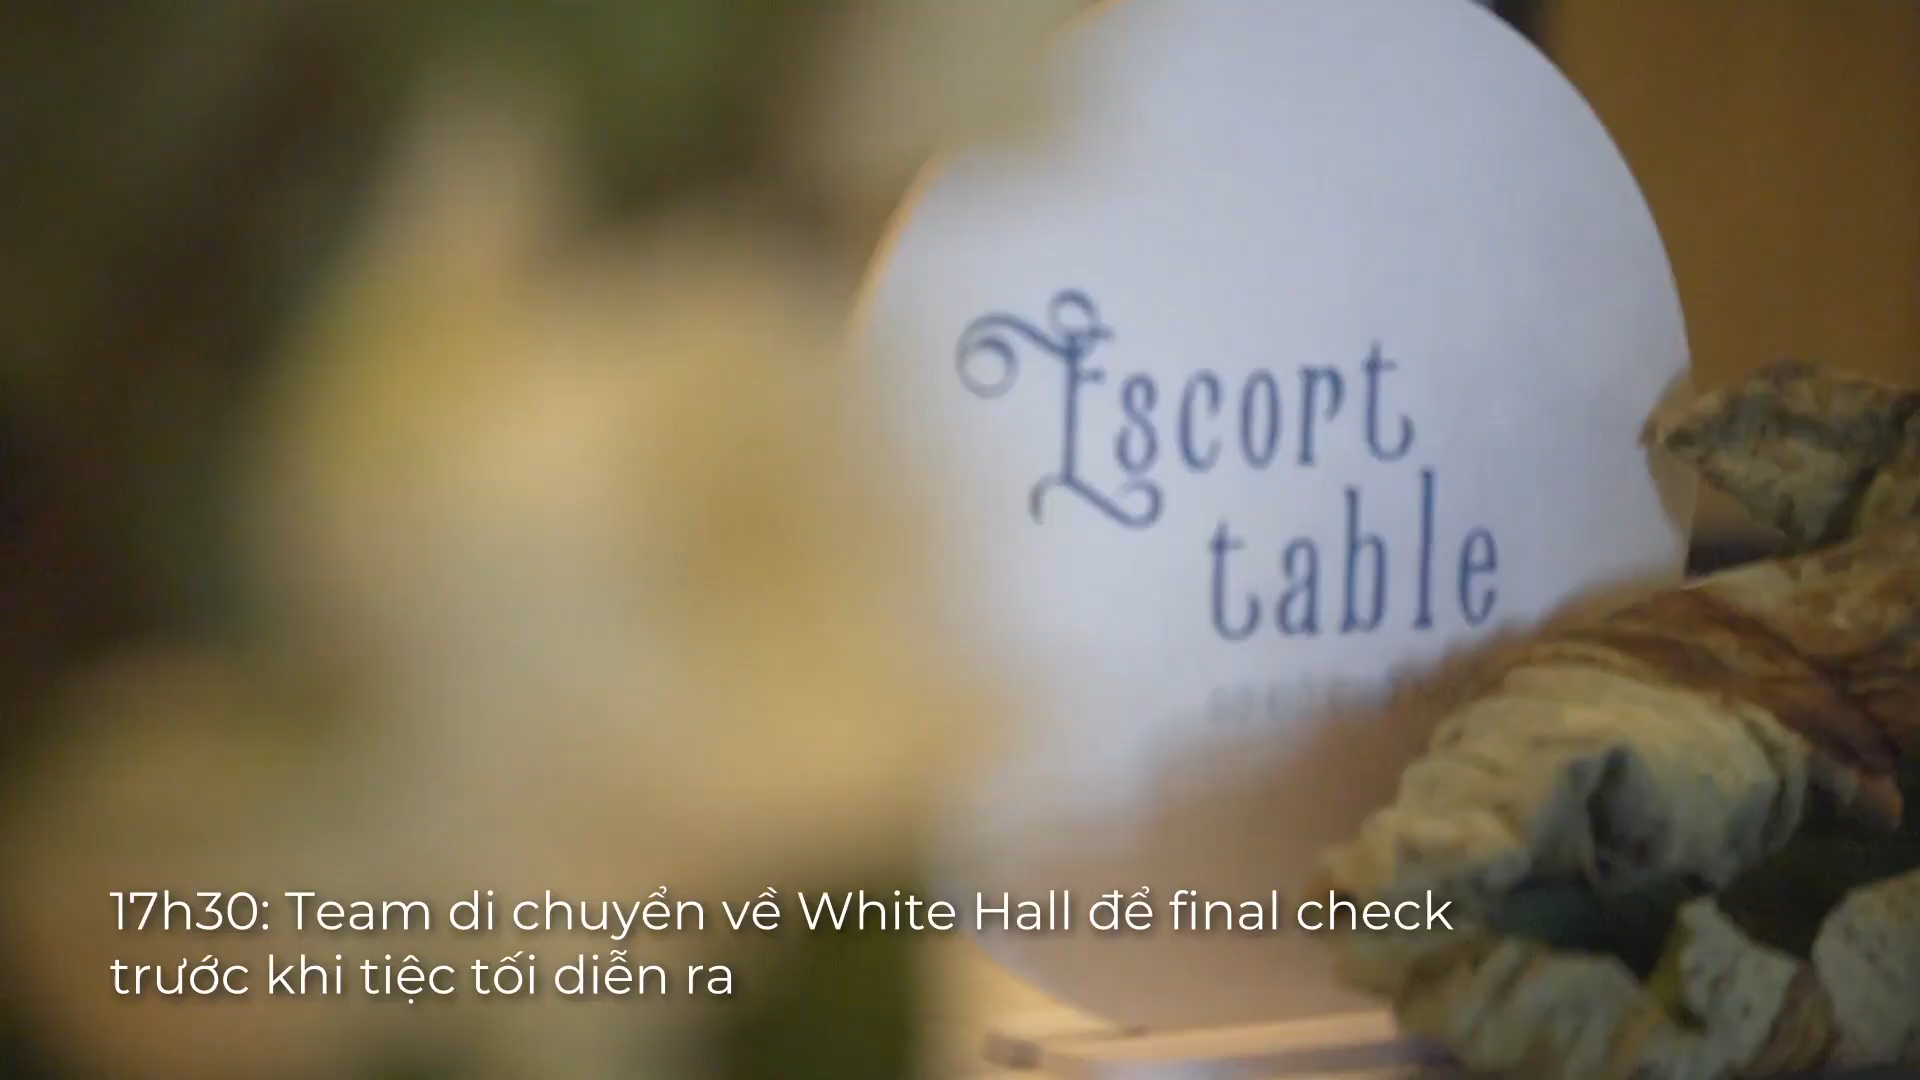 Escort
table
17h30: Team di chuyển về White Hall để final check
trước khi tiệc tối diễn ra